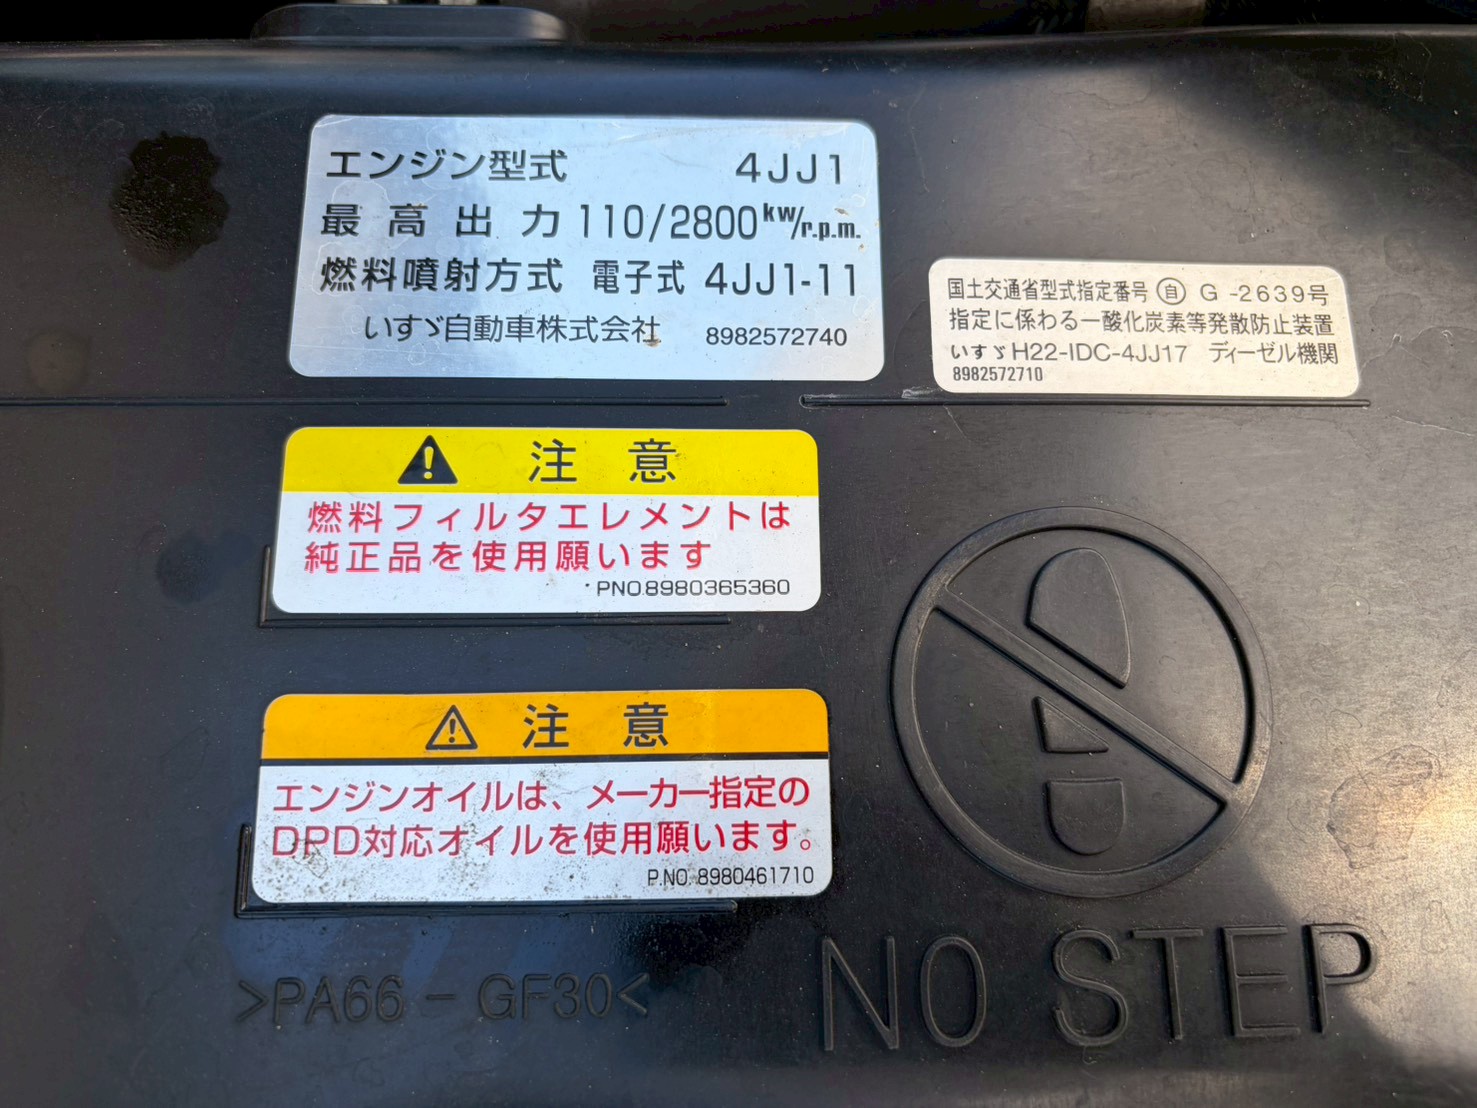 エンジン型式 4JJ1
最高出力 110/2800kW/r.p.m.
燃料噴射方式 電子式 4JJ1-11
いすゞ自動車株式会社 8982572740
国土交通省型式指定番号 自 G -2639号
指定に係わる一酸化炭素等発散防止装置
いすゞH22-IDC-4JJ17 ディーゼル機関
8982572710
注意
燃料フィルタエレメントは
純正品を使用願います
PNO.8980365360
注意
エンジンオイルは、メーカー指定の
DPD対応オイルを使用願います。
P.NO. 8980461710
>PA66-GF30<
NO STEP